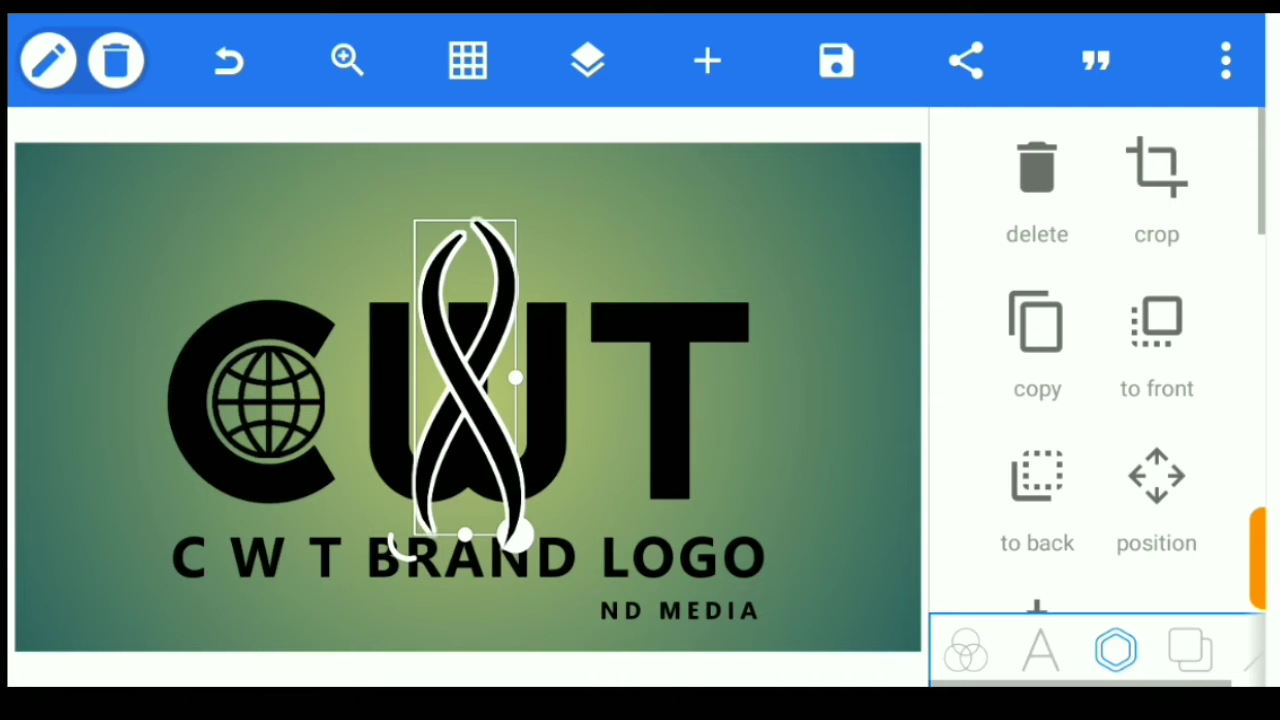 delete
crop
copy
to front
to back
position
CWT
C W T BRAND LOGO
ND MEDIA